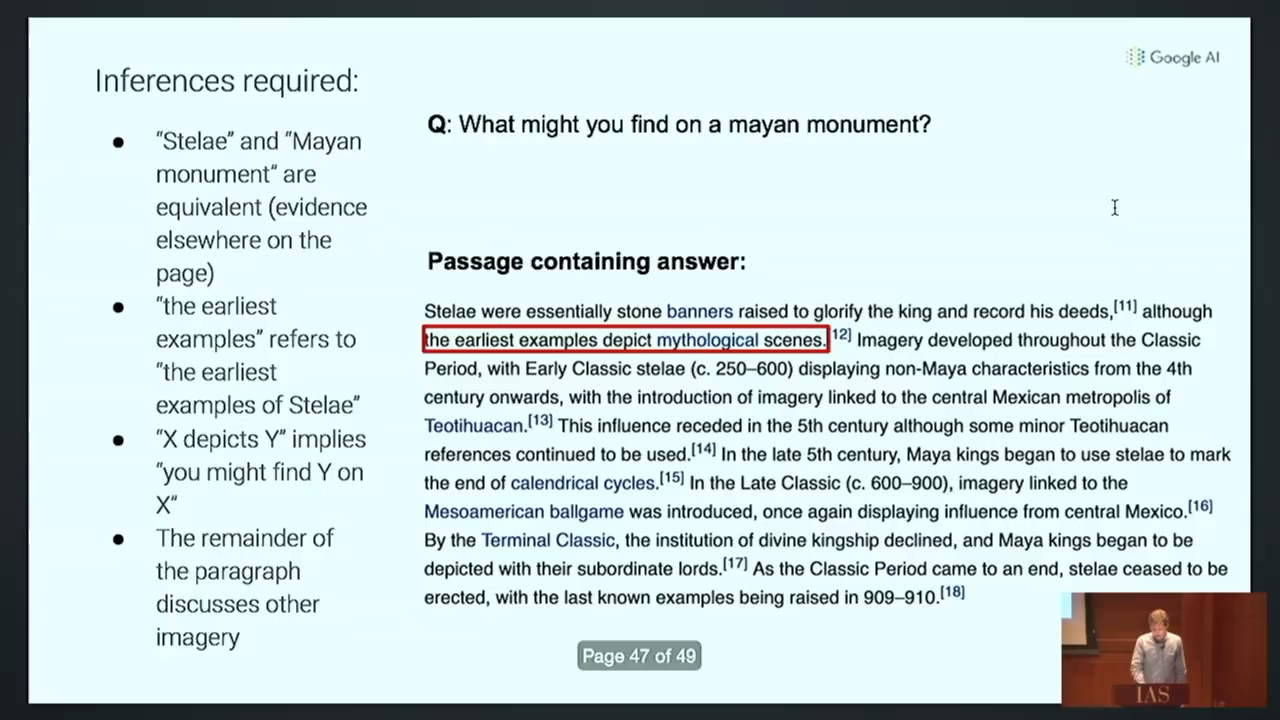 Google AI
Inferences required:
● “Stelae” and “Mayan
monument” are
equivalent (evidence
elsewhere on the
page)
● “the earliest
examples” refers to
“the earliest
examples of Stelae”
● “X depicts Y” implies
“you might find Y on
X”
● The remainder of
the paragraph
discusses other
imagery
Q: What might you find on a mayan monument?
Passage containing answer:
Stelae were essentially stone banners raised to glorify the king and record his deeds,[11] although
the earliest examples depict mythological scenes.[12] Imagery developed throughout the Classic
Period, with Early Classic stelae (c. 250–600) displaying non-Maya characteristics from the 4th
century onwards, with the introduction of imagery linked to the central Mexican metropolis of
Teotihuacan.[13] This influence receded in the 5th century although some minor Teotihuacan
references continued to be used.[14] In the late 5th century, Maya kings began to use stelae to mark
the end of calendrical cycles.[15] In the Late Classic (c. 600–900), imagery linked to the
Mesoamerican ballgame was introduced, once again displaying influence from central Mexico.[16]
By the Terminal Classic, the institution of divine kingship declined, and Maya kings began to be
depicted with their subordinate lords.[17] As the Classic Period came to an end, stelae ceased to be
erected, with the last known examples being raised in 909–910.[18]
Page 47 of 49
IAS